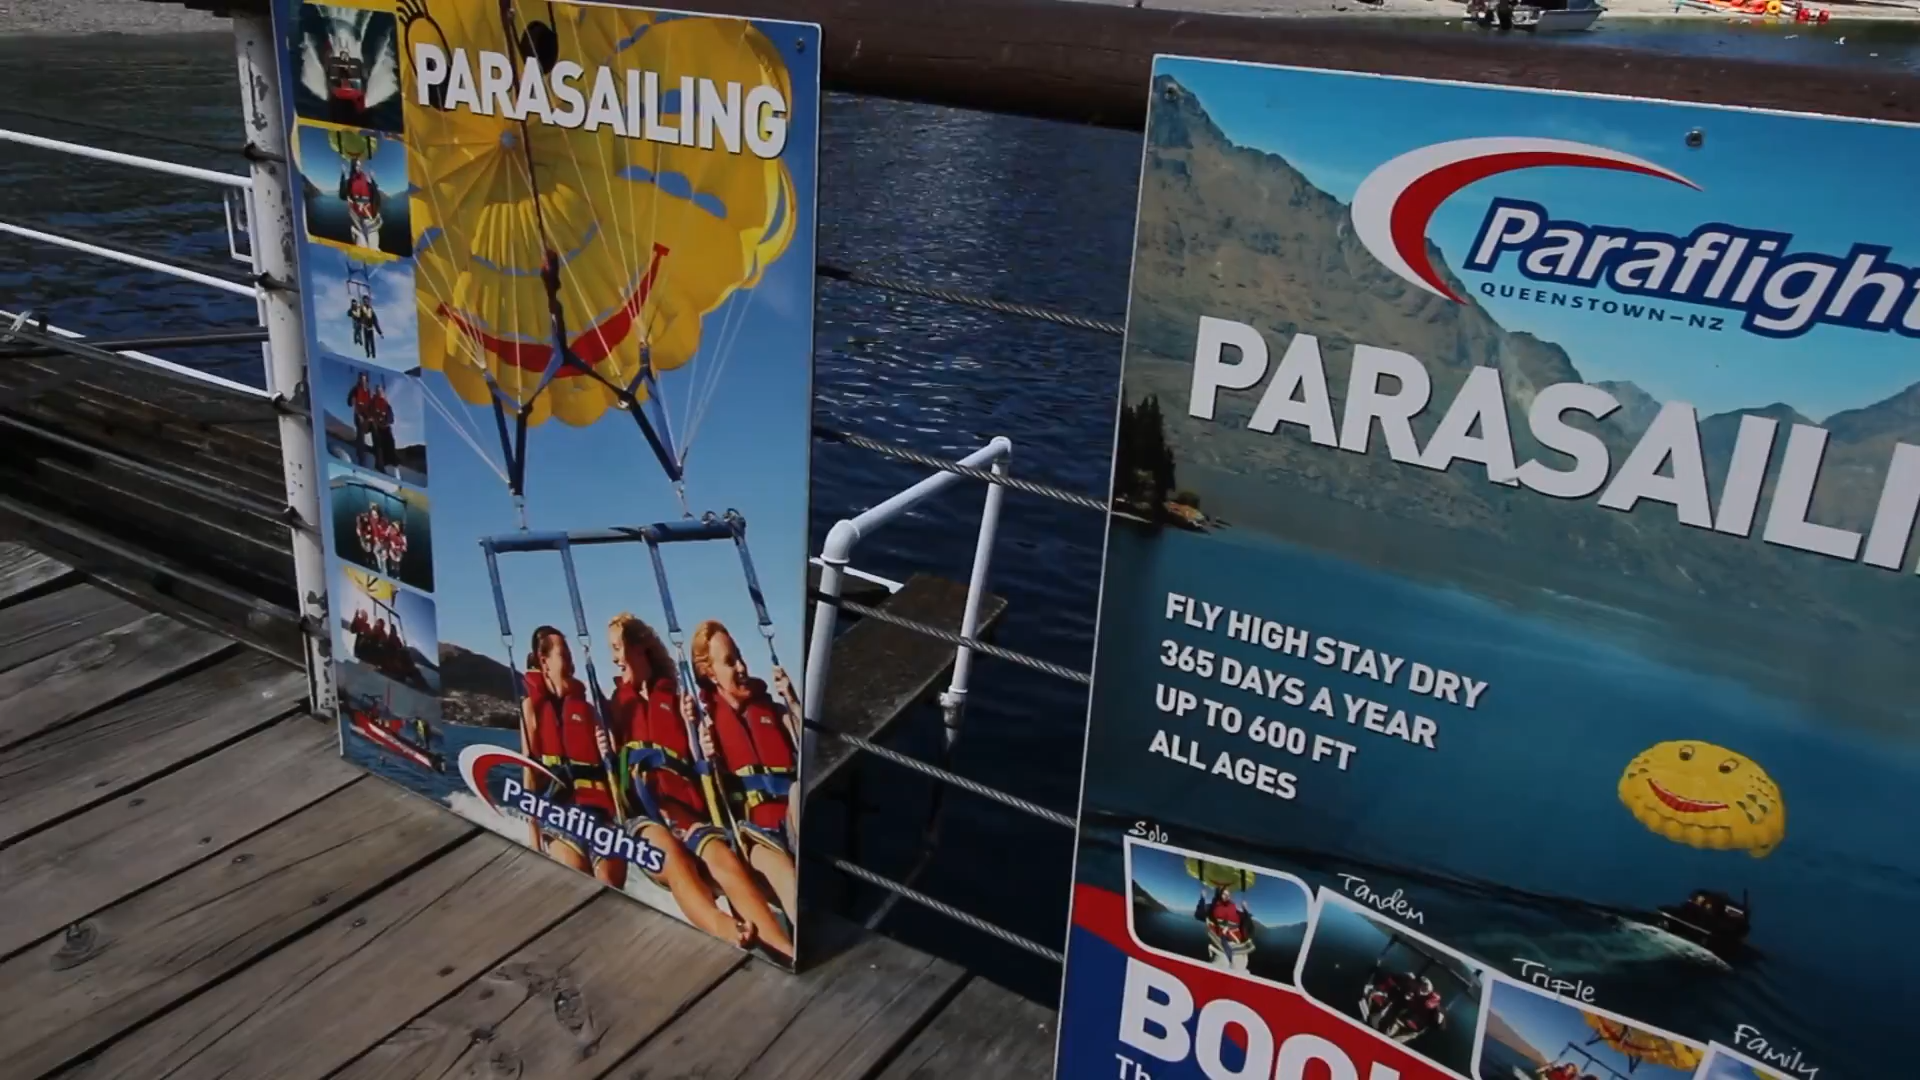 PARASAILING
Paraflights
Paraflight
QUEENSTOWN-NZ
PARASAILI
FLY HIGH STAY DRY
365 DAYS A YEAR
UP TO 600 FT
ALL AGES
Solo
Tandem
Triple
Family
BOO
Th